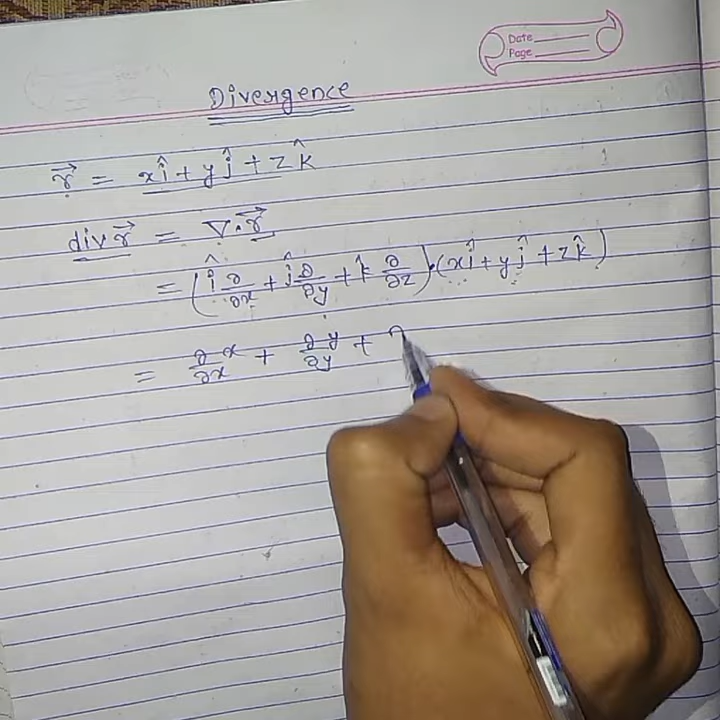 Date
Page
Divergence
r⃗ = xî + yĵ + zk̂
div r⃗ = ∇·r⃗
= (î ∂/∂x + ĵ ∂/∂y + k̂ ∂/∂z)·(xî + yĵ + zk̂)
= ∂x/∂x + ∂y/∂y + ∂